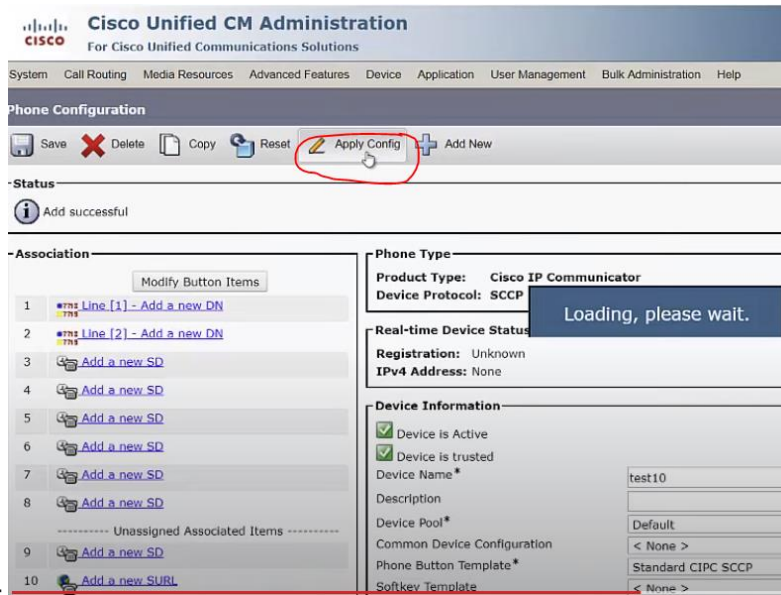 cisco
Cisco Unified CM Administration
For Cisco Unified Communications Solutions
System Call Routing Media Resources Advanced Features Device Application User Management Bulk Administration Help
Phone Configuration
Save Delete Copy Reset Apply Config Add New
Status
Add successful
Association
Modify Button Items
1 Line [1] - Add a new DN
2 Line [2] - Add a new DN
3 Add a new SD
4 Add a new SD
5 Add a new SD
6 Add a new SD
7 Add a new SD
8 Add a new SD
---------- Unassigned Associated Items ----------
9 Add a new SD
10 Add a new SURL
Phone Type
Product Type: Cisco IP Communicator
Device Protocol: SCCP
Loading, please wait.
Real-time Device Status
Registration: Unknown
IPv4 Address: None
Device Information
Device is Active
Device is trusted
Device Name* test10
Description
Device Pool* Default
Common Device Configuration < None >
Phone Button Template* Standard CIPC SCCP
Softkey Template < None >